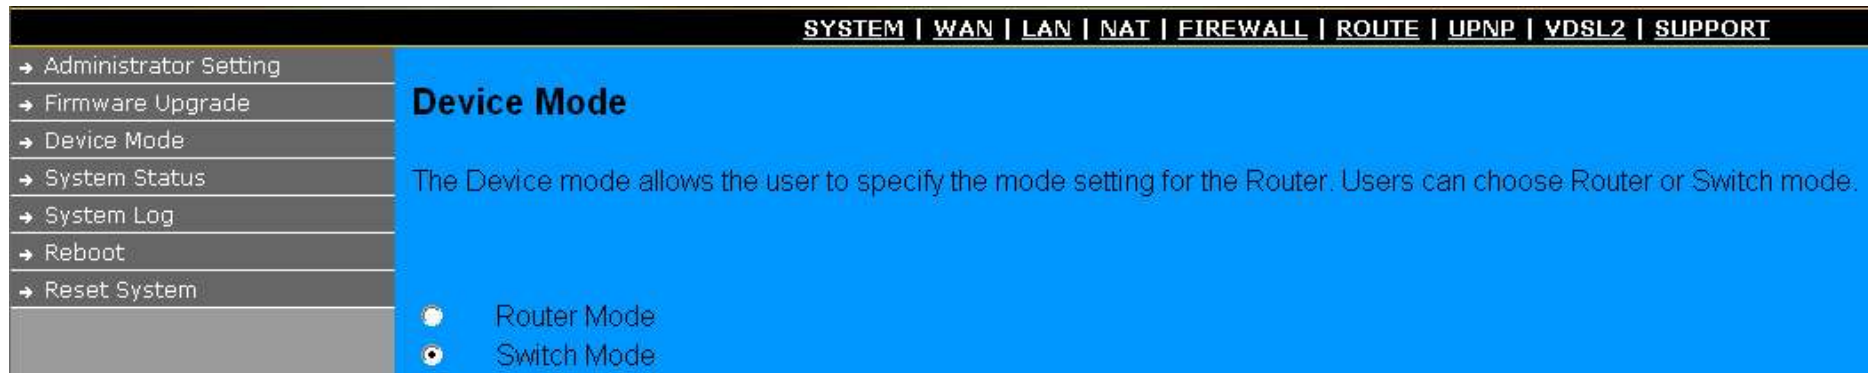 SYSTEM | WAN | LAN | NAT | FIREWALL | ROUTE | UPNP | VDSL2 | SUPPORT
Administrator Setting
Firmware Upgrade
Device Mode
System Status
System Log
Reboot
Reset System
Device Mode
The Device mode allows the user to specify the mode setting for the Router. Users can choose Router or Switch mode.
Router Mode
Switch Mode